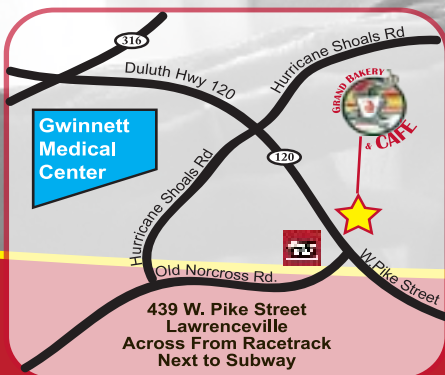 316
Hurricane Shoals Rd
Duluth Hwy 120
GRAND BAKERY
& CAFE
Gwinnett
Medical
Center
120
Hurricane Shoals Rd
W.Pike Street
Old Norcross Rd.
439 W. Pike Street
Lawrenceville
Across From Racetrack
Next to Subway